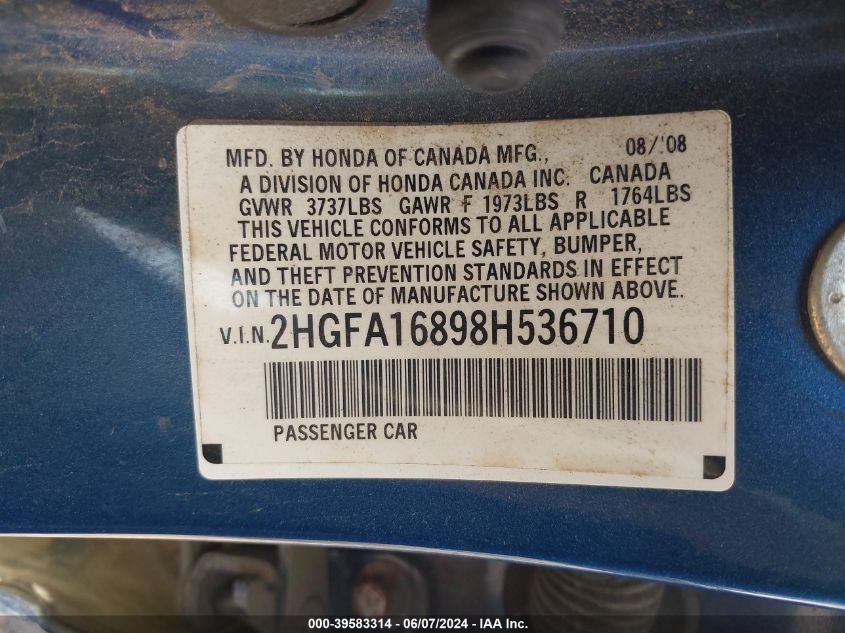 MFD. BY HONDA OF CANADA MFG., 08/'08
A DIVISION OF HONDA CANADA INC. CANADA
GVWR 3737LBS GAWR F 1973LBS R 1764LBS
THIS VEHICLE CONFORMS TO ALL APPLICABLE
FEDERAL MOTOR VEHICLE SAFETY, BUMPER,
AND THEFT PREVENTION STANDARDS IN EFFECT
ON THE DATE OF MANUFACTURE SHOWN ABOVE.
V.I.N. 2HGFA16898H536710
PASSENGER CAR
000-39583314 - 06/07/2024 - IAA Inc.